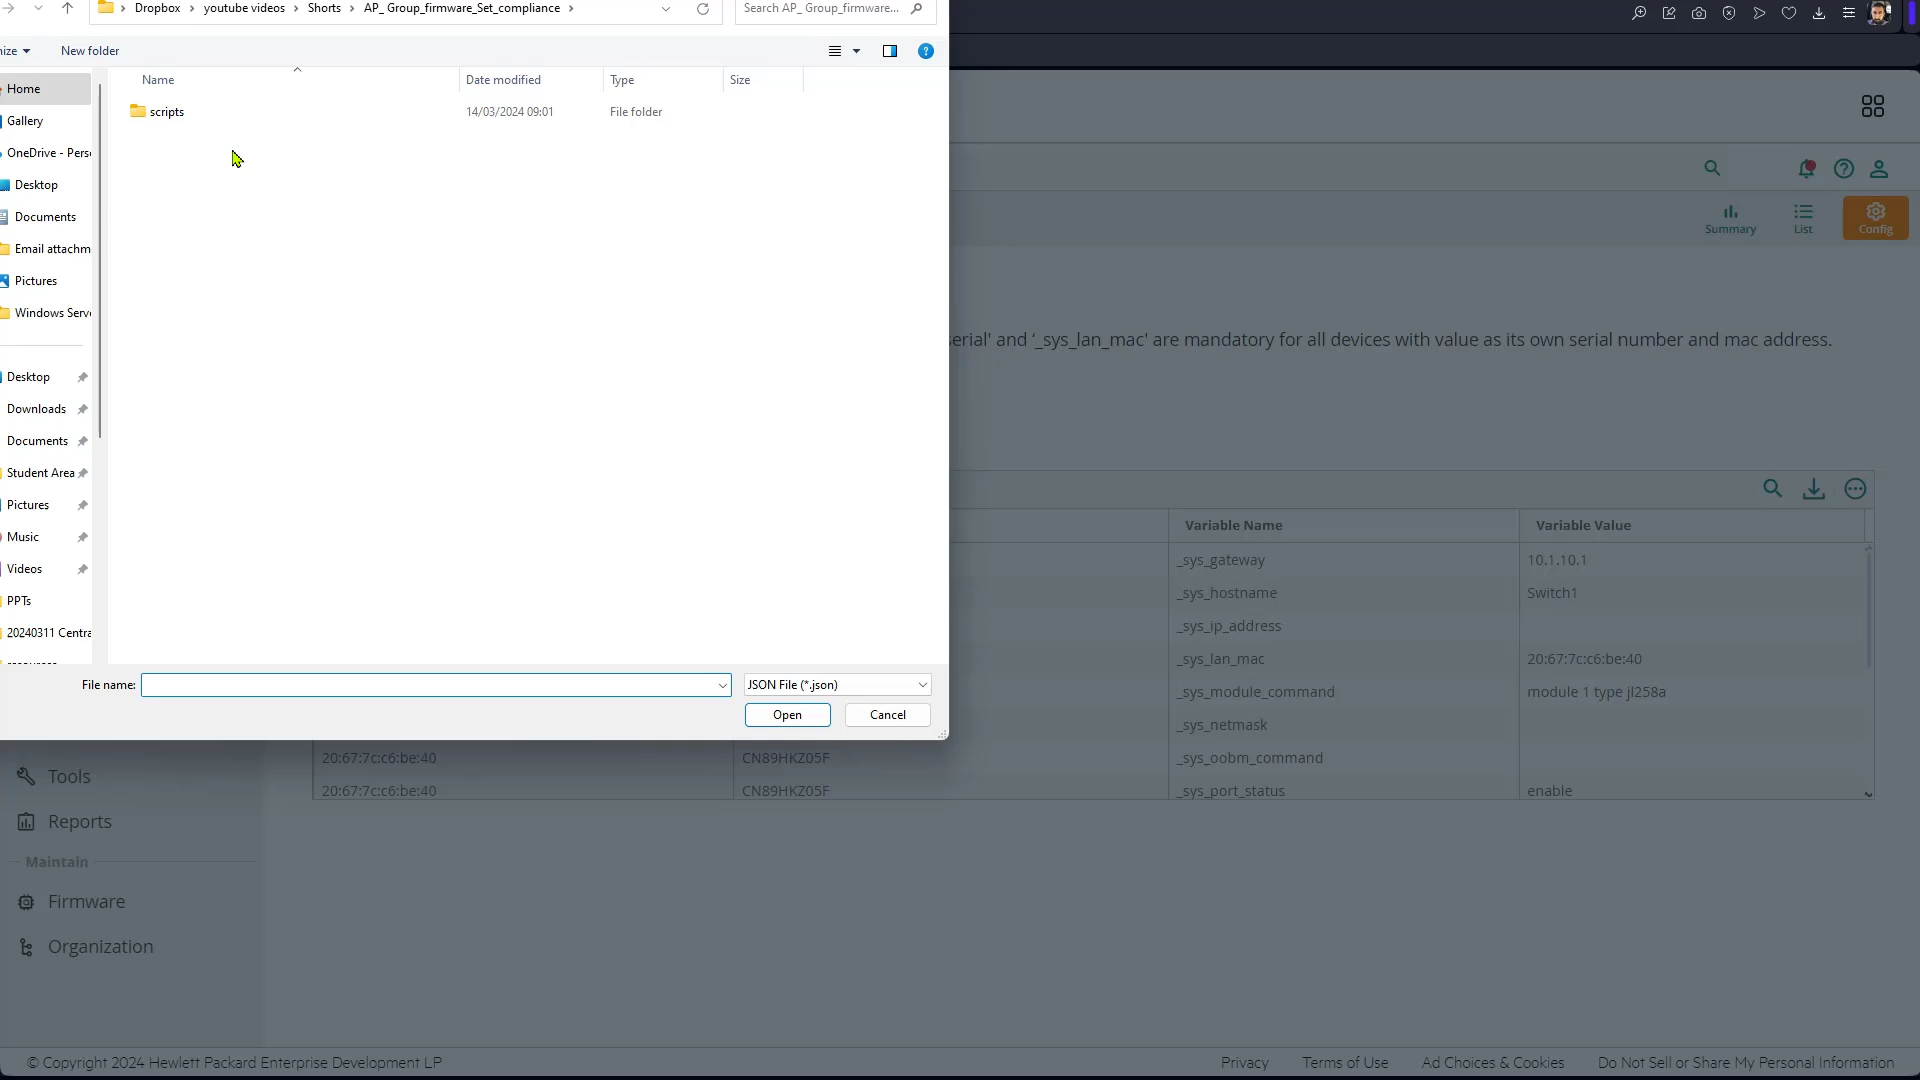 Dropbox > youtube videos > Shorts > AP_ Group_firmware_Set_compliance >
Search AP_ Group_firmware...
New folder
Name
Date modified
Type
Size
scripts
14/03/2024 09:01
File folder
Home
Gallery
OneDrive - Pers
Desktop
Documents
Email attachm
Pictures
Windows Serv
Desktop
Downloads
Documents
Student Area
Pictures
Music
Videos
PPTs
20240311 Centra
File name:
JSON File (*.json)
Open
Cancel
Summary
List
Config
erial' and '_sys_lan_mac' are mandatory for all devices with value as its own serial number and mac address.
Variable Name
Variable Value
_sys_gateway
10.1.10.1
_sys_hostname
Switch1
_sys_ip_address
_sys_lan_mac
20:67:7c:c6:be:40
_sys_module_command
module 1 type jl258a
_sys_netmask
20:67:7c:c6:be:40
CN89HKZ05F
_sys_oobm_command
20:67:7c:c6:be:40
CN89HKZ05F
_sys_port_status
enable
Tools
Reports
Maintain
Firmware
Organization
© Copyright 2024 Hewlett Packard Enterprise Development LP
Privacy
Terms of Use
Ad Choices & Cookies
Do Not Sell or Share My Personal Information